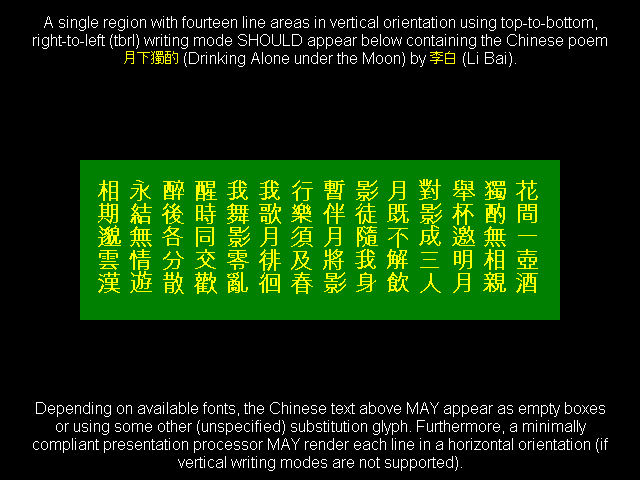 A single region with fourteen line areas in vertical orientation using top-to-bottom,
right-to-left (tbrl) writing mode SHOULD appear below containing the Chinese poem
月下獨酌 (Drinking Alone under the Moon) by 李白 (Li Bai).
花間一壺酒
獨酌無相親
舉杯邀明月
對影成三人
月既不解飲
影徒隨我身
暫伴月將影
行樂須及春
我歌月徘徊
我舞影零亂
醒時同交歡
醉後各分散
永結無情遊
相期邈雲漢
Depending on available fonts, the Chinese text above MAY appear as empty boxes
or using some other (unspecified) substitution glyph. Furthermore, a minimally
compliant presentation processor MAY render each line in a horizontal orientation (if
vertical writing modes are not supported).